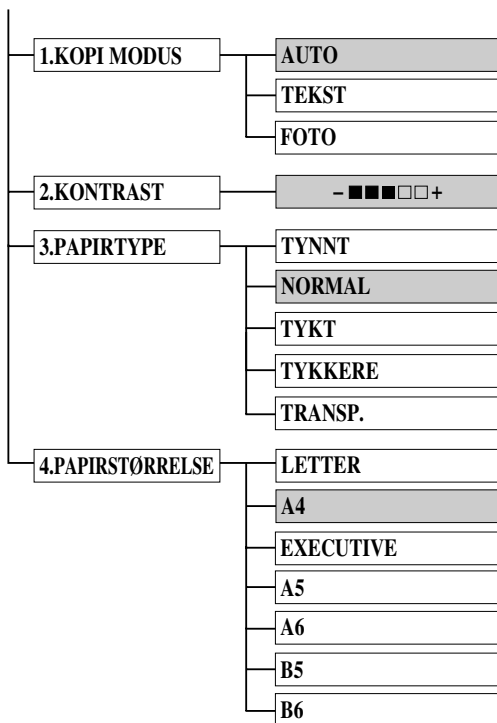 1.KOPI MODUS
AUTO
TEKST
FOTO
2.KONTRAST
- ■■■□□+
3.PAPIRTYPE
TYNNT
NORMAL
TYKT
TYKKERE
TRANSP.
4.PAPIRSTØRRELSE
LETTER
A4
EXECUTIVE
A5
A6
B5
B6